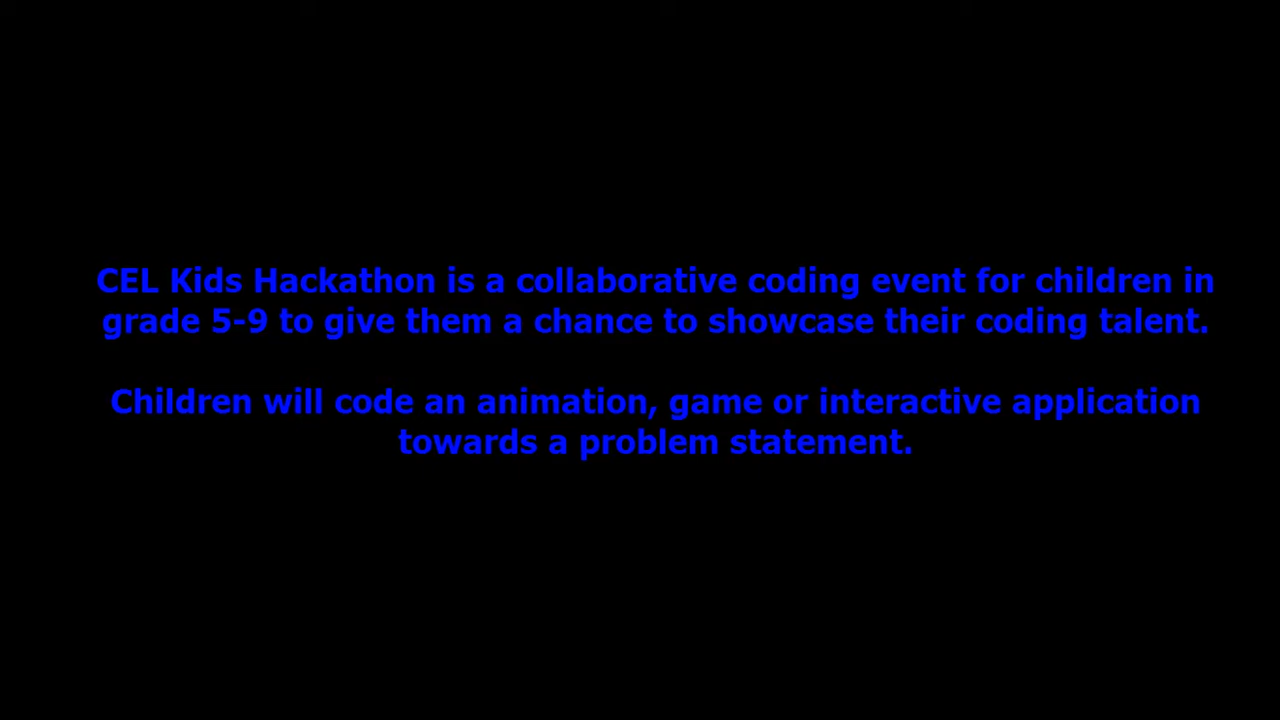 CEL Kids Hackathon is a collaborative coding event for children in
grade 5-9 to give them a chance to showcase their coding talent.
Children will code an animation, game or interactive application
towards a problem statement.